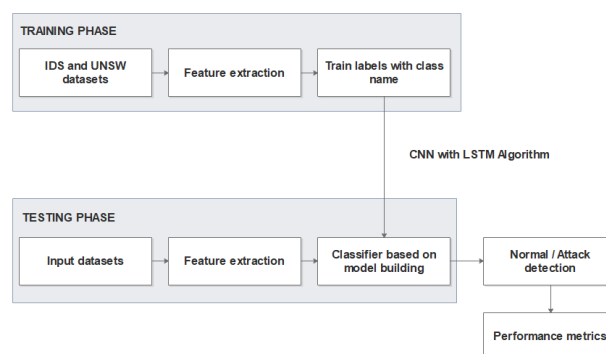 TRAINING PHASE
IDS and UNSW
datasets
Feature extraction
Train labels with class
name
CNN with LSTM Algorithm
TESTING PHASE
Input datasets
Feature extraction
Classifier based on
model building
Normal / Attack
detection
Performance metrics